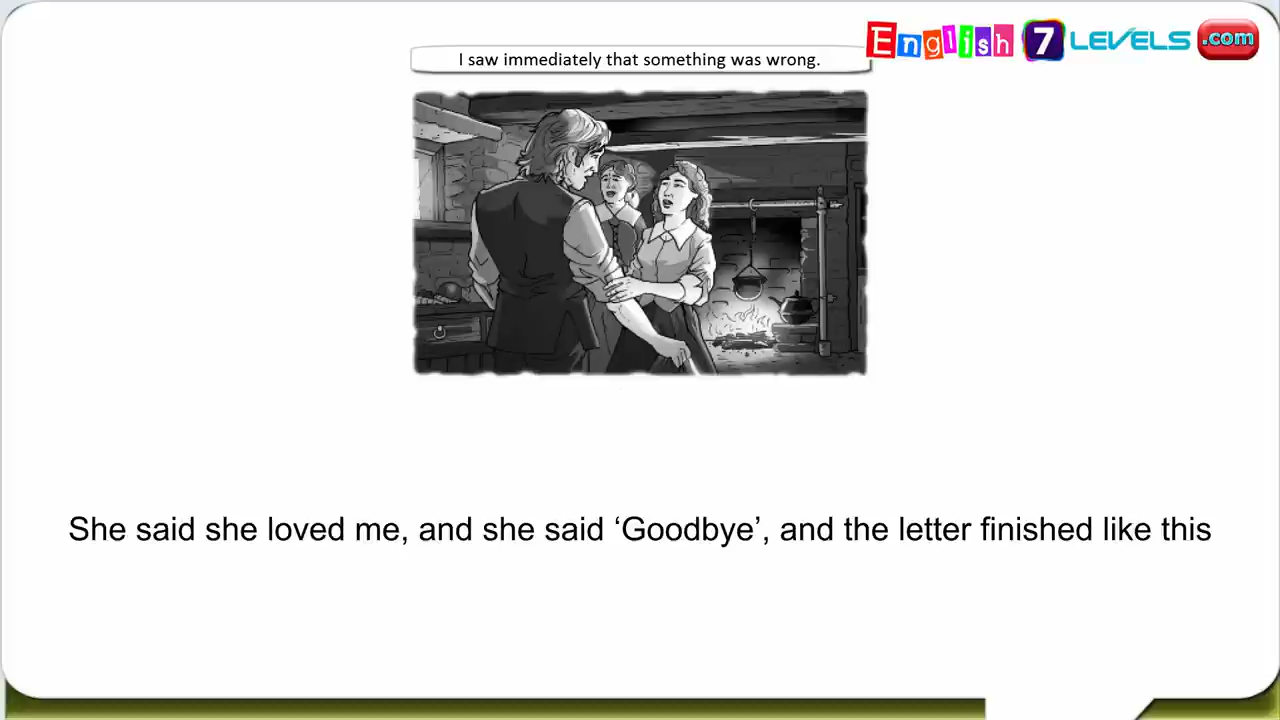 English 7 LEVELS .com
I saw immediately that something was wrong.
She said she loved me, and she said ‘Goodbye’, and the letter finished like this